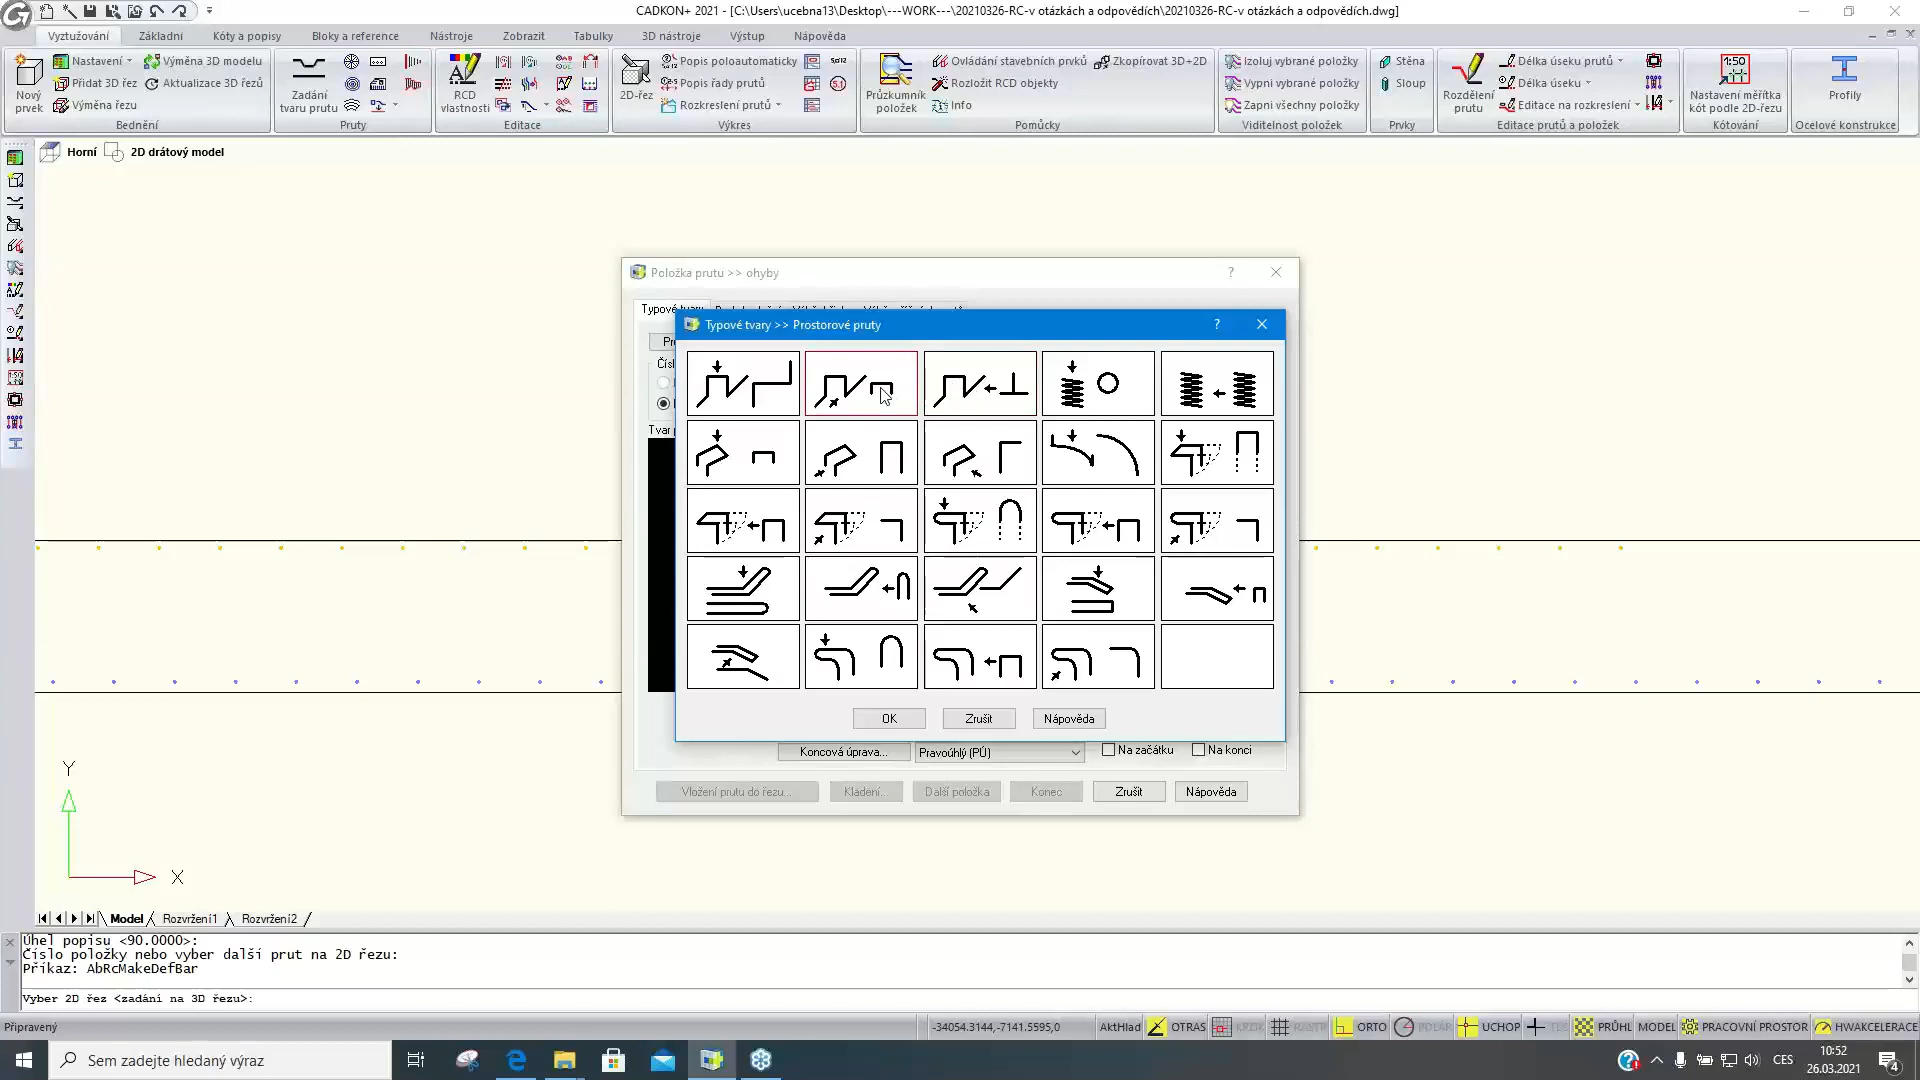 CADKON+ 2021 - [C:\Users\ucebna13\Desktop\---WORK---\20210326-RC-v otázkách a odpovědích\20210326-RC-v otázkách a odpovědích.dwg]
Vyztužování Základní Kóty a popisy Bloky a reference Nástroje Zobrazit Tabulky 3D nástroje Výstup Nápověda
Nový prvek
Nastavení
Přidat 3D řez
Výměna řezu
Výměna 3D modelu
Aktualizace 3D řezů
Bednění
Zadání tvaru prutu
Pruty
RCD vlastnosti
Editace
2D-řez
Popis poloautomaticky
Popis řady prutů
Rozkreslení prutů
Výkres
Průzkumník položek
Ovládání stavebních prvků
Rozložit RCD objekty
Info
Zkopírovat 3D+2D
Pomůcky
Izoluj vybrané položky
Vypni vybrané položky
Zapni všechny položky
Viditelnost položek
Stěna
Sloup
Prvky
Rozdělení prutu
Délka úseku prutů
Délka úseku
Editace na rozkreslení
Editace prutů a položek
1:50
Nastavení měřítka kót podle 2D-řezu
Kótování
Profily
Ocelové konstrukce
Horní 2D drátový model
Položka prutu >> ohyby
Typové tvary
Typové tvary >> Prostorové pruty
OK Zrušit Nápověda
Koncová úprava... Pravoúhlý (PÚ) Na začátku Na konci
Vložení prutu do řezu... Kladení... Další položka Konec Zrušit Nápověda
Y
X
Model Rozvržení1 Rozvržení2
Úhel popisu <90.0000>:
Číslo položky nebo vyber další prut na 2D řezu:
Příkaz: AbRcMakeDefBar
Vyber 2D řez <zadání na 3D řezu>:
Připravený -34054.3144,-7141.5595,0 AktHlad OTRAS KROK RASTR ORTO POLÁR UCHOP PRŮHL MODEL PRACOVNÍ PROSTOR HWAKCELERACE
Sem zadejte hledaný výraz
CES
10:52
26.03.2021
4